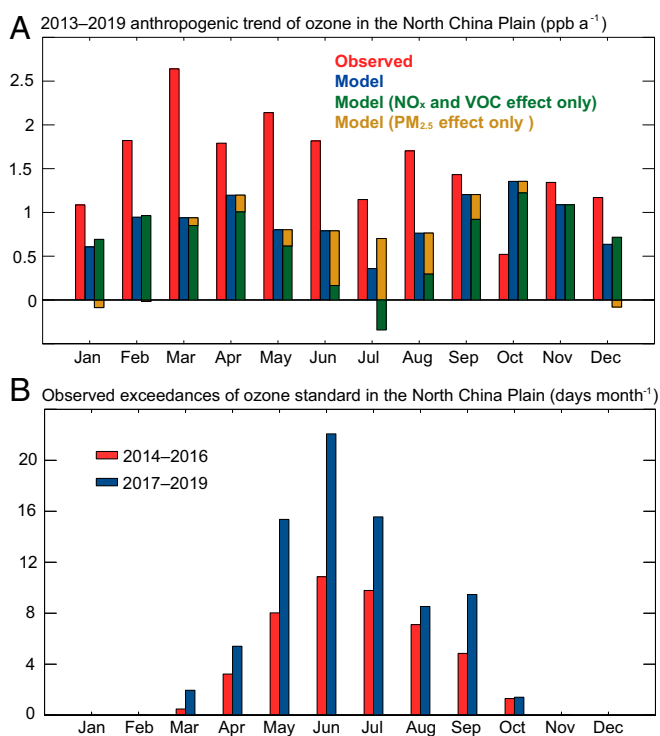 A 2013–2019 anthropogenic trend of ozone in the North China Plain (ppb a⁻¹)
Observed
Model
Model (NOₓ and VOC effect only)
Model (PM₂.₅ effect only )
2.5
2
1.5
1
0.5
0
Jan Feb Mar Apr May Jun Jul Aug Sep Oct Nov Dec
B Observed exceedances of ozone standard in the North China Plain (days month⁻¹)
2014–2016
2017–2019
20
16
12
8
4
0
Jan Feb Mar Apr May Jun Jul Aug Sep Oct Nov Dec